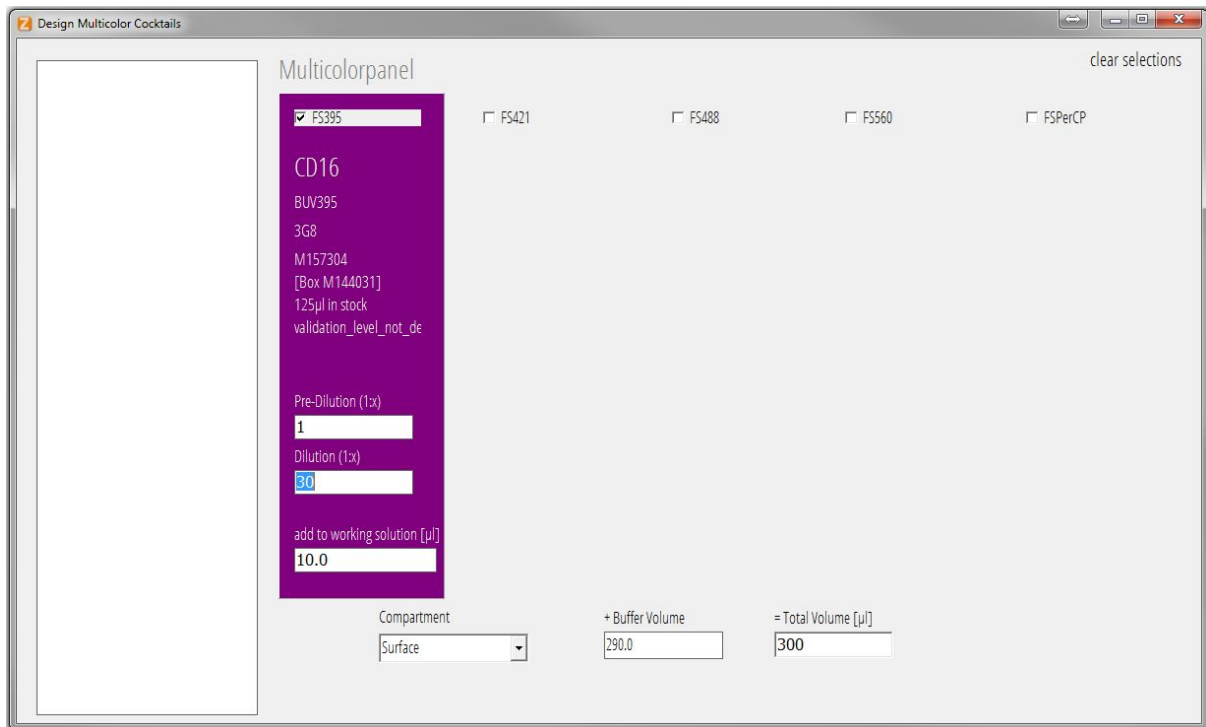 Design Multicolor Cocktails
clear selections
Multicolorpanel
FS395 FS421 FS488 FS560 FSPerCP
CD16
BUV395
3G8
M157304
[Box M144031]
125µl in stock
validation_level_not_de
Pre-Dilution (1:x)
1
Dilution (1:x)
30
add to working solution [µl]
10.0
Compartment + Buffer Volume = Total Volume [µl]
Surface 290.0 300